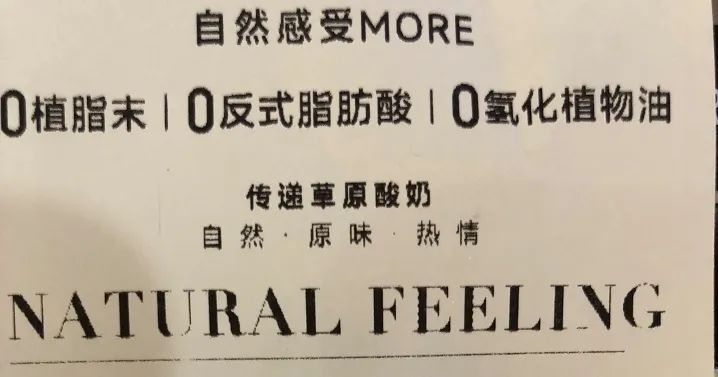 自然感受MORE
0植脂末 | 0反式脂肪酸 | 0氢化植物油
传递草原酸奶
自然·原味·热情
NATURAL FEELING